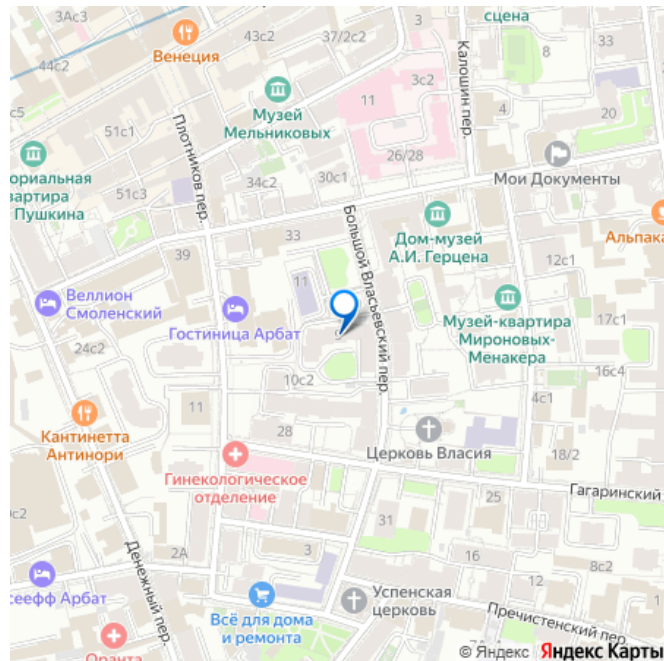 3Ас3
43с2
37/2с2
3
сцена
8
33
Венеция
44с2
3с2
Калошин пер.
с5
51с1
Музей
Мельниковых
11
4
20
Плотников пер.
26/28
ориальная
вартира
Пушкина
51с3
34с2
30с1
Мои Документы
Большой Власьевский пер.
33
39
Дом-музей
А.И. Герцена
12с1
Альпака
Веллион
Смоленский
11
Гостиница Арбат
Музей-квартира
Мироновых-
Менакера
17с1
24с2
10с2
16с4
4с1
11
Кантинетта
Антинори
28
Церковь Власия
18/2
Гинекологическое
отделение
25
Гагаринский
9с2
31
Денежный пер.
2А
3
16
8с2
сеефф Арбат
Всё для дома
и ремонта
Успенская
церковь
12
Пречистенский пер.
Оранта
© Яндекс Яндекс Карты